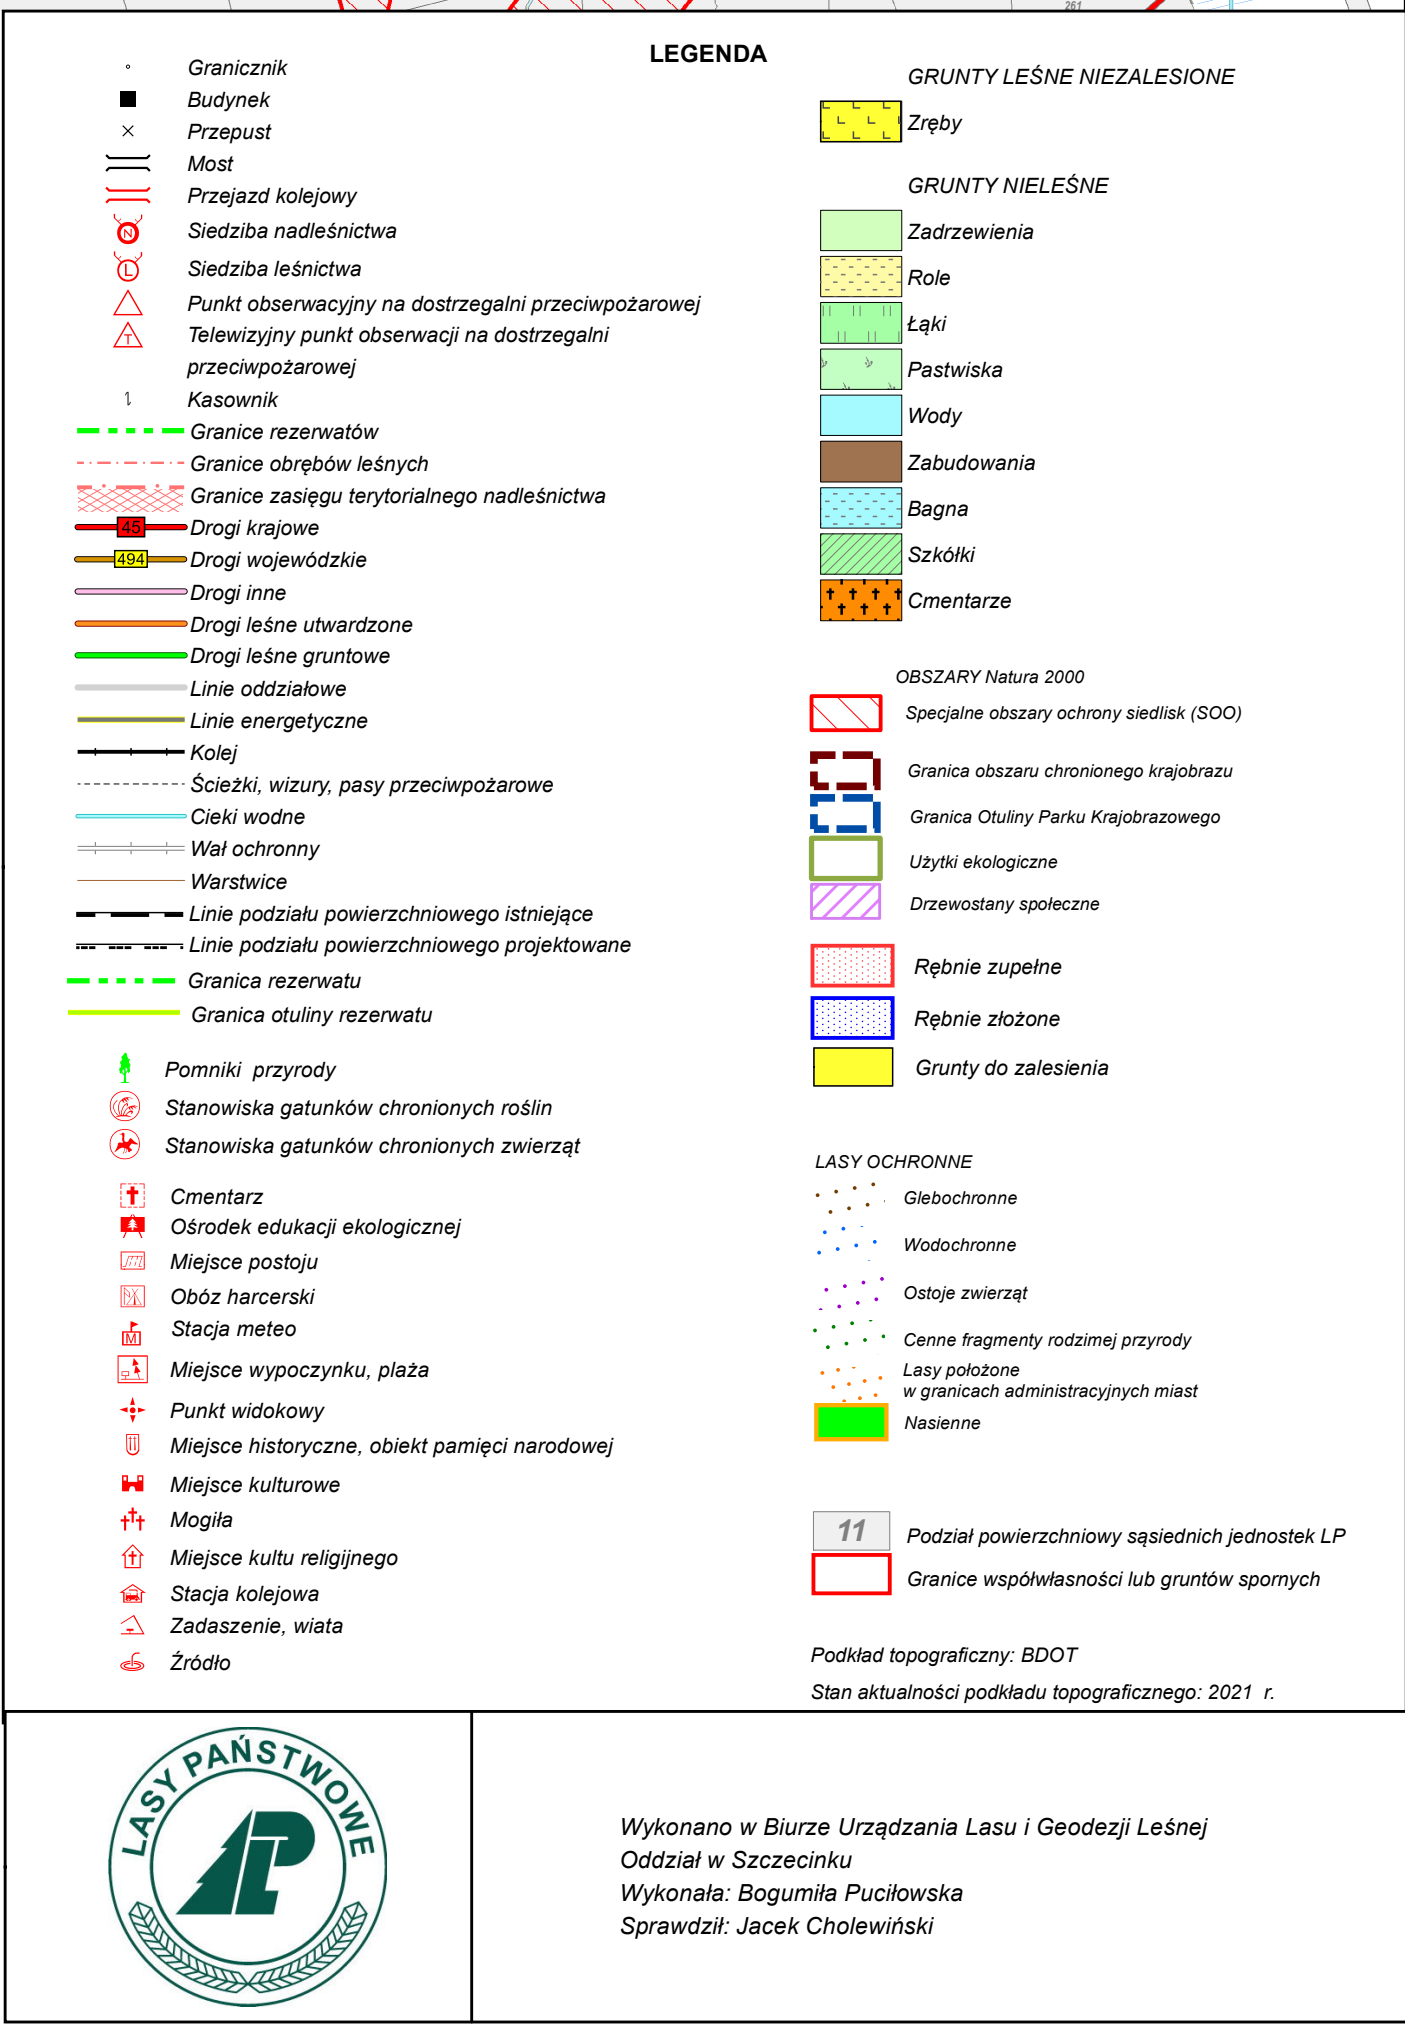 261
LEGENDA
Granicznik
Budynek
Przepust
Most
Przejazd kolejowy
N
Siedziba nadleśnictwa
L
Siedziba leśnictwa
Punkt obserwacyjny na dostrzegalni przeciwpożarowej
T
Telewizyjny punkt obserwacji na dostrzegalni
przeciwpożarowej
Kasownik
Granice rezerwatów
Granice obrębów leśnych
Granice zasięgu terytorialnego nadleśnictwa
45
Drogi krajowe
494
Drogi wojewódzkie
Drogi inne
Drogi leśne utwardzone
Drogi leśne gruntowe
Linie oddziałowe
Linie energetyczne
Kolej
Ścieżki, wizury, pasy przeciwpożarowe
Cieki wodne
Wał ochronny
Warstwice
Linie podziału powierzchniowego istniejące
Linie podziału powierzchniowego projektowane
Granica rezerwatu
Granica otuliny rezerwatu
Pomniki przyrody
Stanowiska gatunków chronionych roślin
Stanowiska gatunków chronionych zwierząt
Cmentarz
Ośrodek edukacji ekologicznej
Miejsce postoju
Obóz harcerski
M
Stacja meteo
Miejsce wypoczynku, plaża
Punkt widokowy
Miejsce historyczne, obiekt pamięci narodowej
Miejsce kulturowe
Mogiła
Miejsce kultu religijnego
Stacja kolejowa
Zadaszenie, wiata
Źródło
GRUNTY LEŚNE NIEZALESIONE
Zręby
GRUNTY NIELEŚNE
Zadrzewienia
Role
Łąki
Pastwiska
Wody
Zabudowania
Bagna
Szkółki
Cmentarze
OBSZARY Natura 2000
Specjalne obszary ochrony siedlisk (SOO)
Granica obszaru chronionego krajobrazu
Granica Otuliny Parku Krajobrazowego
Użytki ekologiczne
Drzewostany społeczne
Rębnie zupełne
Rębnie złożone
Grunty do zalesienia
LASY OCHRONNE
Glebochronne
Wodochronne
Ostoje zwierząt
Cenne fragmenty rodzimej przyrody
Lasy położone
w granicach administracyjnych miast
Nasienne
11
Podział powierzchniowy sąsiednich jednostek LP
Granice współwłasności lub gruntów spornych
Podkład topograficzny: BDOT
Stan aktualności podkładu topograficznego: 2021 r.
LASY PAŃSTWOWE
LP
Wykonano w Biurze Urządzania Lasu i Geodezji Leśnej
Oddział w Szczecinku
Wykonała: Bogumiła Puciłowska
Sprawdził: Jacek Cholewiński